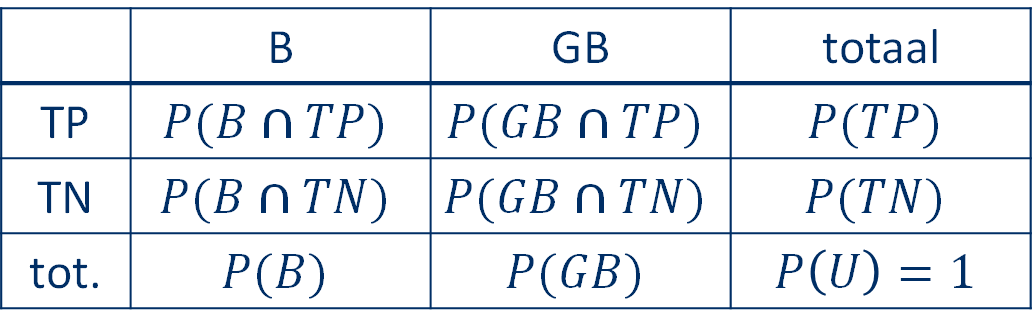 B GB totaal
TP P(B ∩ TP) P(GB ∩ TP) P(TP)
TN P(B ∩ TN) P(GB ∩ TN) P(TN)
tot. P(B) P(GB) P(U) = 1